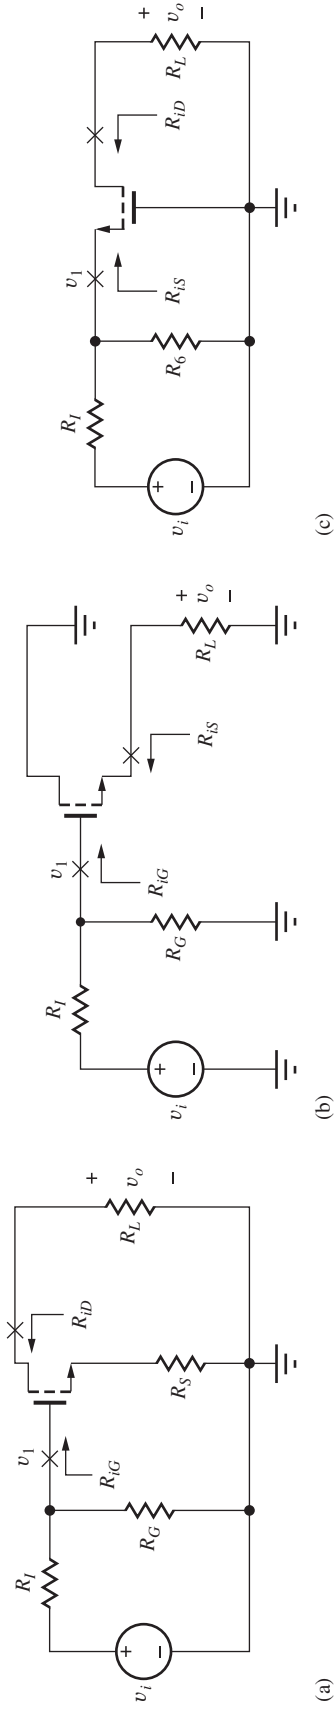 R_I
v_1
+
v_i
−
R_G
R_iG
R_iD
R_S
R_L
+
v_o
−
(a)
R_I
v_1
+
v_i
−
R_G
R_iG
R_iS
R_L
+
v_o
−
(b)
R_I
v_1
+
v_i
−
R_6
R_iS
R_iD
R_L
+
v_o
−
(c)